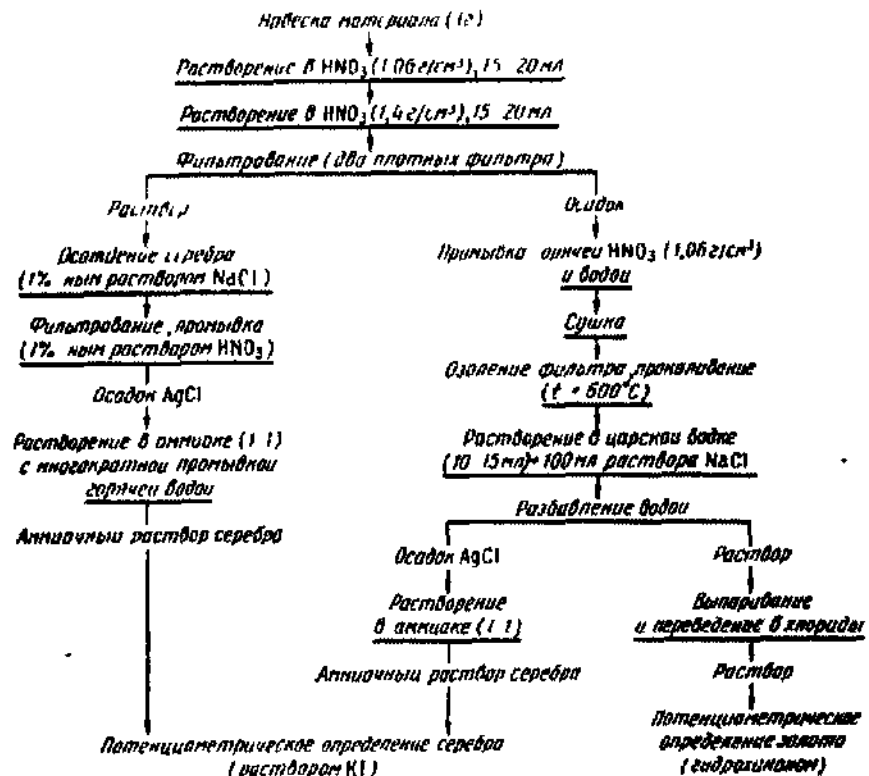 Навеска материала (1г)
Растворение в HNO₃ (1,06 г/см³), 15 20 мл
Растворение в HNO₃ (1,4 г/см³), 15 20 мл
Фильтрование (два плотных фильтра)
Раствор
Осадок
Осаждение серебра
(1% ным раствором NaCl)
Фильтрование, промывка
(1% ным раствором HNO₃)
Осадок AgCl
Растворение в аммиаке (1 1)
с многократной промывкой
горячей водой
Аммиачный раствор серебра
Промывка горячей HNO₃ (1,06 г/см³)
и водой
Сушка
Озоление фильтра, прокаливание
(t = 600°C)
Растворение в царской водке
(10 15 мл)+100 мл раствора NaCl
Разбавление водой
Осадок AgCl
Раствор
Растворение
в аммиаке (1 1)
Аммиачный раствор серебра
Выпаривание
и переведение в хлориды
Раствор
Потенциометрическое определение серебра
(раствором KI)
Потенциометрическое
определение золота
(гидрохиноном)